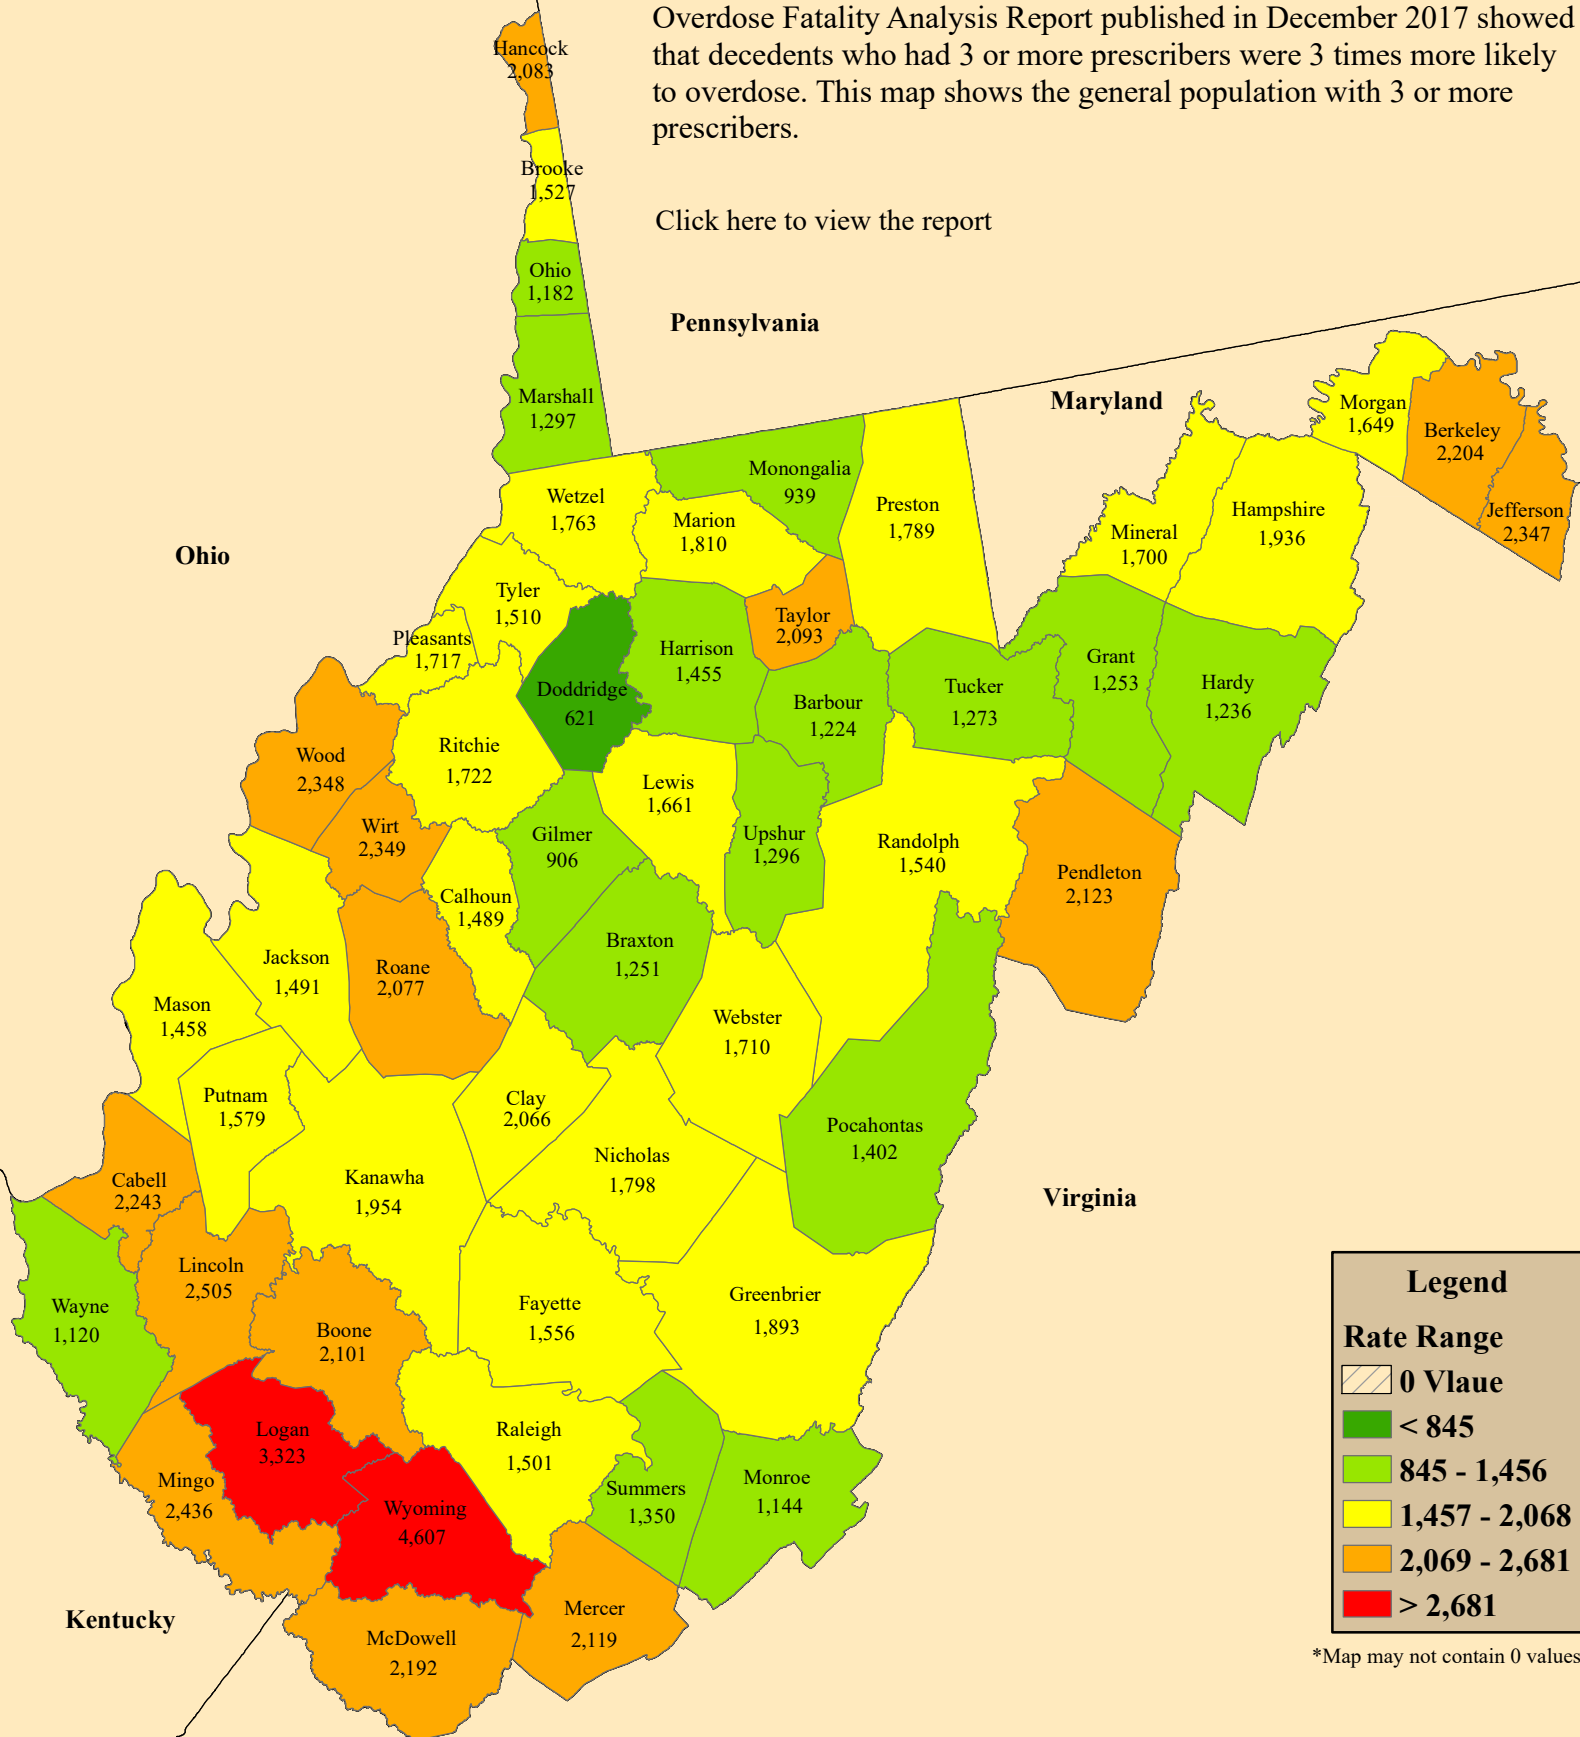 Overdose Fatality Analysis Report published in December 2017 showed
that decedents who had 3 or more prescribers were 3 times more likely
to overdose. This map shows the general population with 3 or more
prescribers.
Click here to view the report
Hancock
2,083
Brooke
1,527
Ohio
1,182
Marshall
1,297
Pennsylvania
Maryland
Ohio
Wetzel
1,763
Monongalia
939
Marion
1,810
Preston
1,789
Morgan
1,649
Berkeley
2,204
Jefferson
2,347
Hampshire
1,936
Mineral
1,700
Tyler
1,510
Pleasants
1,717
Doddridge
621
Harrison
1,455
Taylor
2,093
Barbour
1,224
Tucker
1,273
Grant
1,253
Hardy
1,236
Wood
2,348
Ritchie
1,722
Wirt
2,349
Lewis
1,661
Gilmer
906
Upshur
1,296
Randolph
1,540
Pendleton
2,123
Calhoun
1,489
Braxton
1,251
Jackson
1,491
Roane
2,077
Mason
1,458
Webster
1,710
Putnam
1,579
Clay
2,066
Pocahontas
1,402
Nicholas
1,798
Kanawha
1,954
Cabell
2,243
Virginia
Lincoln
2,505
Wayne
1,120
Boone
2,101
Fayette
1,556
Greenbrier
1,893
Logan
3,323
Raleigh
1,501
Mingo
2,436
Wyoming
4,607
Summers
1,350
Monroe
1,144
Kentucky
McDowell
2,192
Mercer
2,119
Legend
Rate Range
0 Vlaue
< 845
845 - 1,456
1,457 - 2,068
2,069 - 2,681
> 2,681
*Map may not contain 0 values